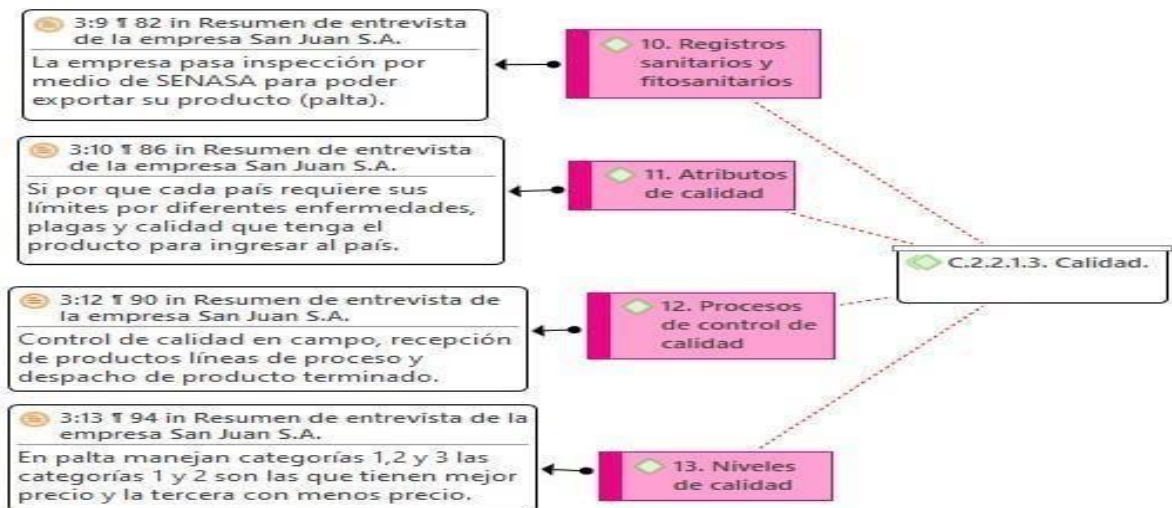 3:9 ¶ 82 in Resumen de entrevista
de la empresa San Juan S.A.
La empresa pasa inspección por
medio de SENASA para poder
exportar su producto (palta).
10. Registros
sanitarios y
fitosanitarios
3:10 ¶ 86 in Resumen de entrevista
de la empresa San Juan S.A.
Si por que cada país requiere sus
límites por diferentes enfermedades,
plagas y calidad que tenga el
producto para ingresar al país.
11. Atributos
de calidad
C.2.2.1.3. Calidad.
3:12 ¶ 90 in Resumen de entrevista de
la empresa San Juan S.A.
Control de calidad en campo, recepción
de productos líneas de proceso y
despacho de producto terminado.
12. Procesos
de control de
calidad
3:13 ¶ 94 in Resumen de entrevista de la
empresa San Juan S.A.
En palta manejan categorías 1,2 y 3 las
categorías 1 y 2 son las que tienen mejor
precio y la tercera con menos precio.
13. Niveles
de calidad